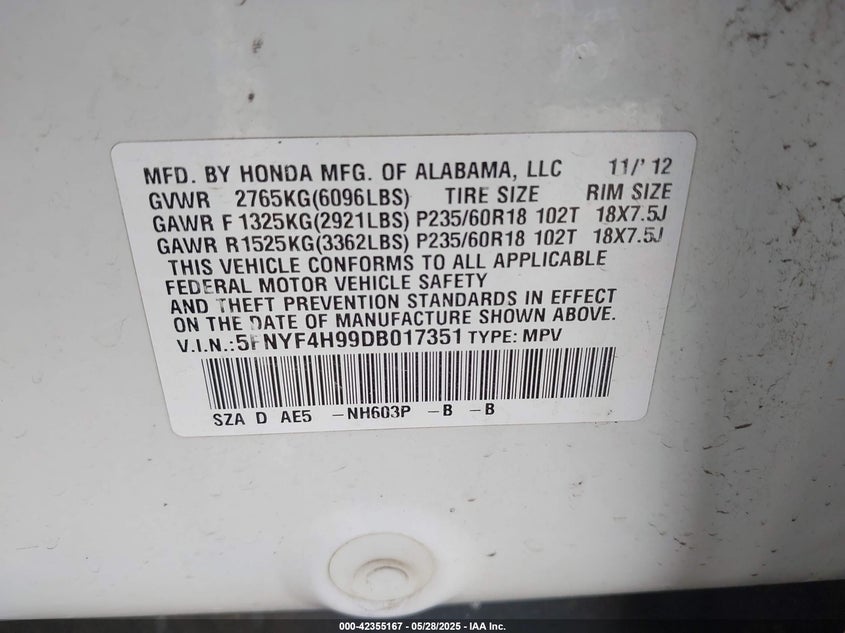 MFD. BY HONDA MFG. OF ALABAMA, LLC 11/'12
GVWR 2765KG(6096LBS) TIRE SIZE RIM SIZE
GAWR F 1325KG(2921LBS) P235/60R18 102T 18X7.5J
GAWR R1525KG(3362LBS) P235/60R18 102T 18X7.5J
THIS VEHICLE CONFORMS TO ALL APPLICABLE
FEDERAL MOTOR VEHICLE SAFETY
AND THEFT PREVENTION STANDARDS IN EFFECT
ON THE DATE OF MANUFACTURE SHOWN ABOVE.
V.I.N.:5FNYF4H99DB017351 TYPE: MPV
SZA D AE5 -NH603P -B -B
000-42355167 - 05/28/2025 - IAA Inc.